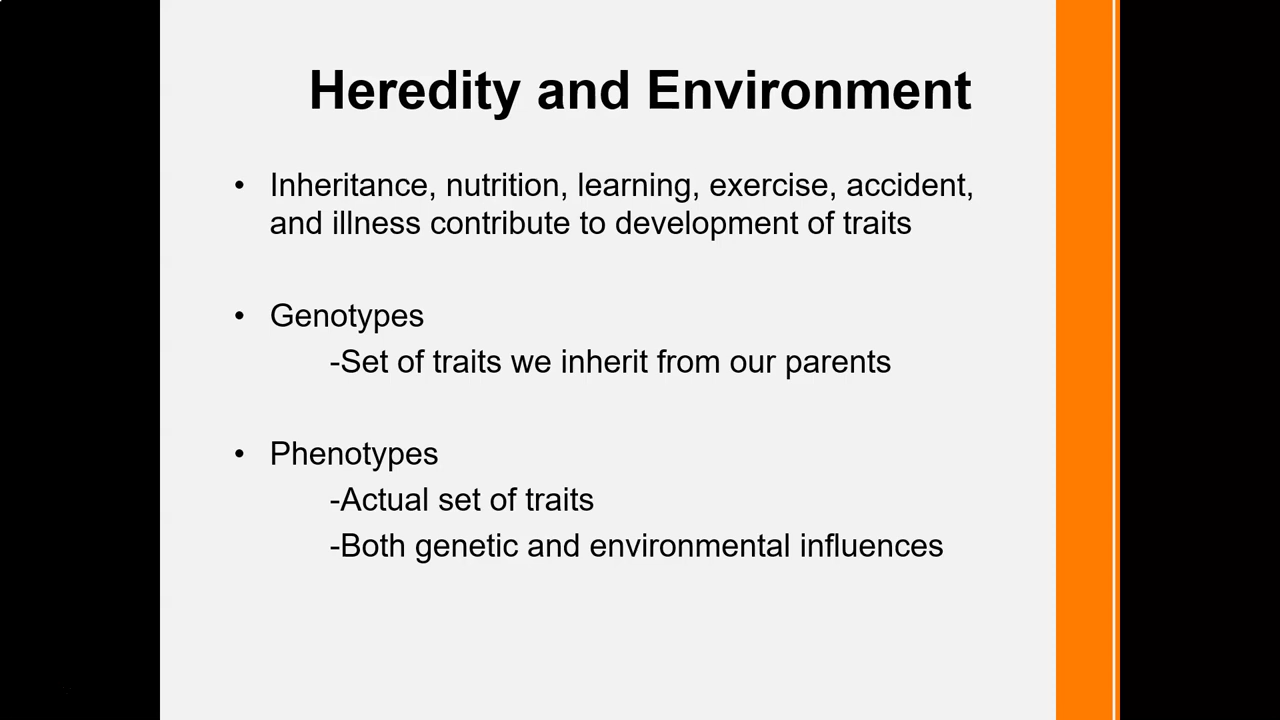 Heredity and Environment
• Inheritance, nutrition, learning, exercise, accident,
and illness contribute to development of traits
• Genotypes
-Set of traits we inherit from our parents
• Phenotypes
-Actual set of traits
-Both genetic and environmental influences